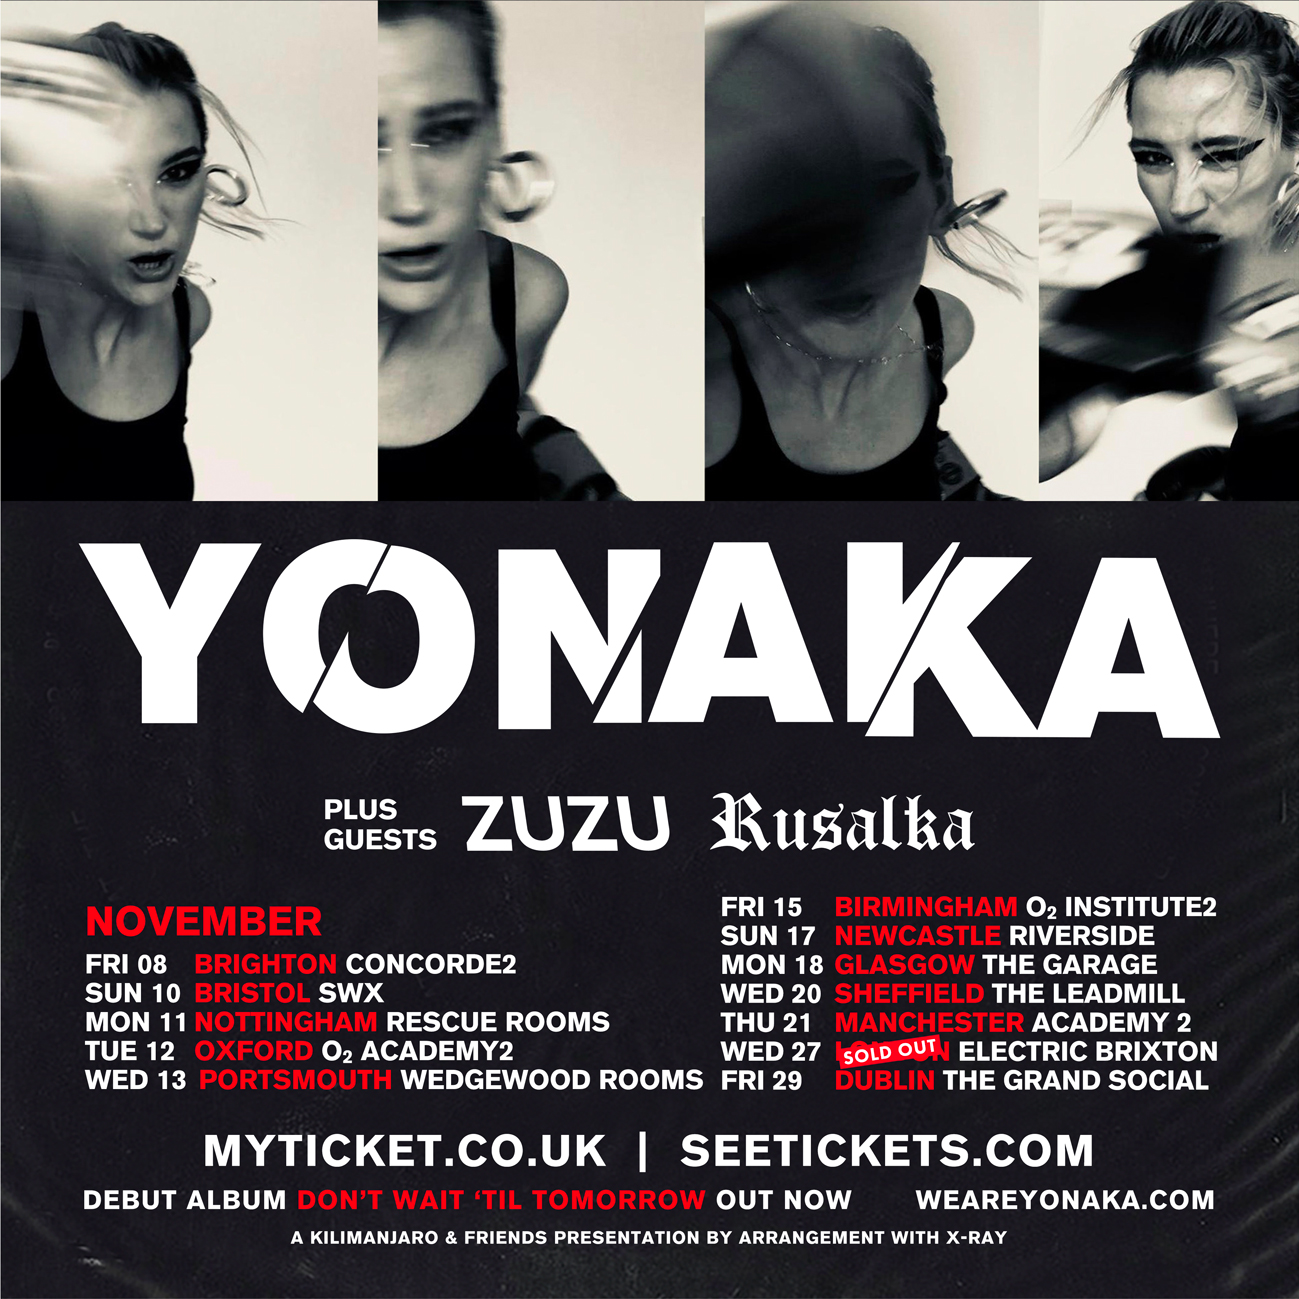 YONAKA
PLUS
GUESTS
ZUZU
Rusalka
NOVEMBER
FRI 08 BRIGHTON CONCORDE2
SUN 10 BRISTOL SWX
MON 11 NOTTINGHAM RESCUE ROOMS
TUE 12 OXFORD O₂ ACADEMY2
WED 13 PORTSMOUTH WEDGEWOOD ROOMS
FRI 15 BIRMINGHAM O₂ INSTITUTE2
SUN 17 NEWCASTLE RIVERSIDE
MON 18 GLASGOW THE GARAGE
WED 20 SHEFFIELD THE LEADMILL
THU 21 MANCHESTER ACADEMY 2
WED 27 SOLD OUT ELECTRIC BRIXTON
FRI 29 DUBLIN THE GRAND SOCIAL
MYTICKET.CO.UK | SEETICKETS.COM
DEBUT ALBUM DON'T WAIT 'TIL TOMORROW OUT NOW WEAREYONAKA.COM
A KILIMANJARO & FRIENDS PRESENTATION BY ARRANGEMENT WITH X-RAY